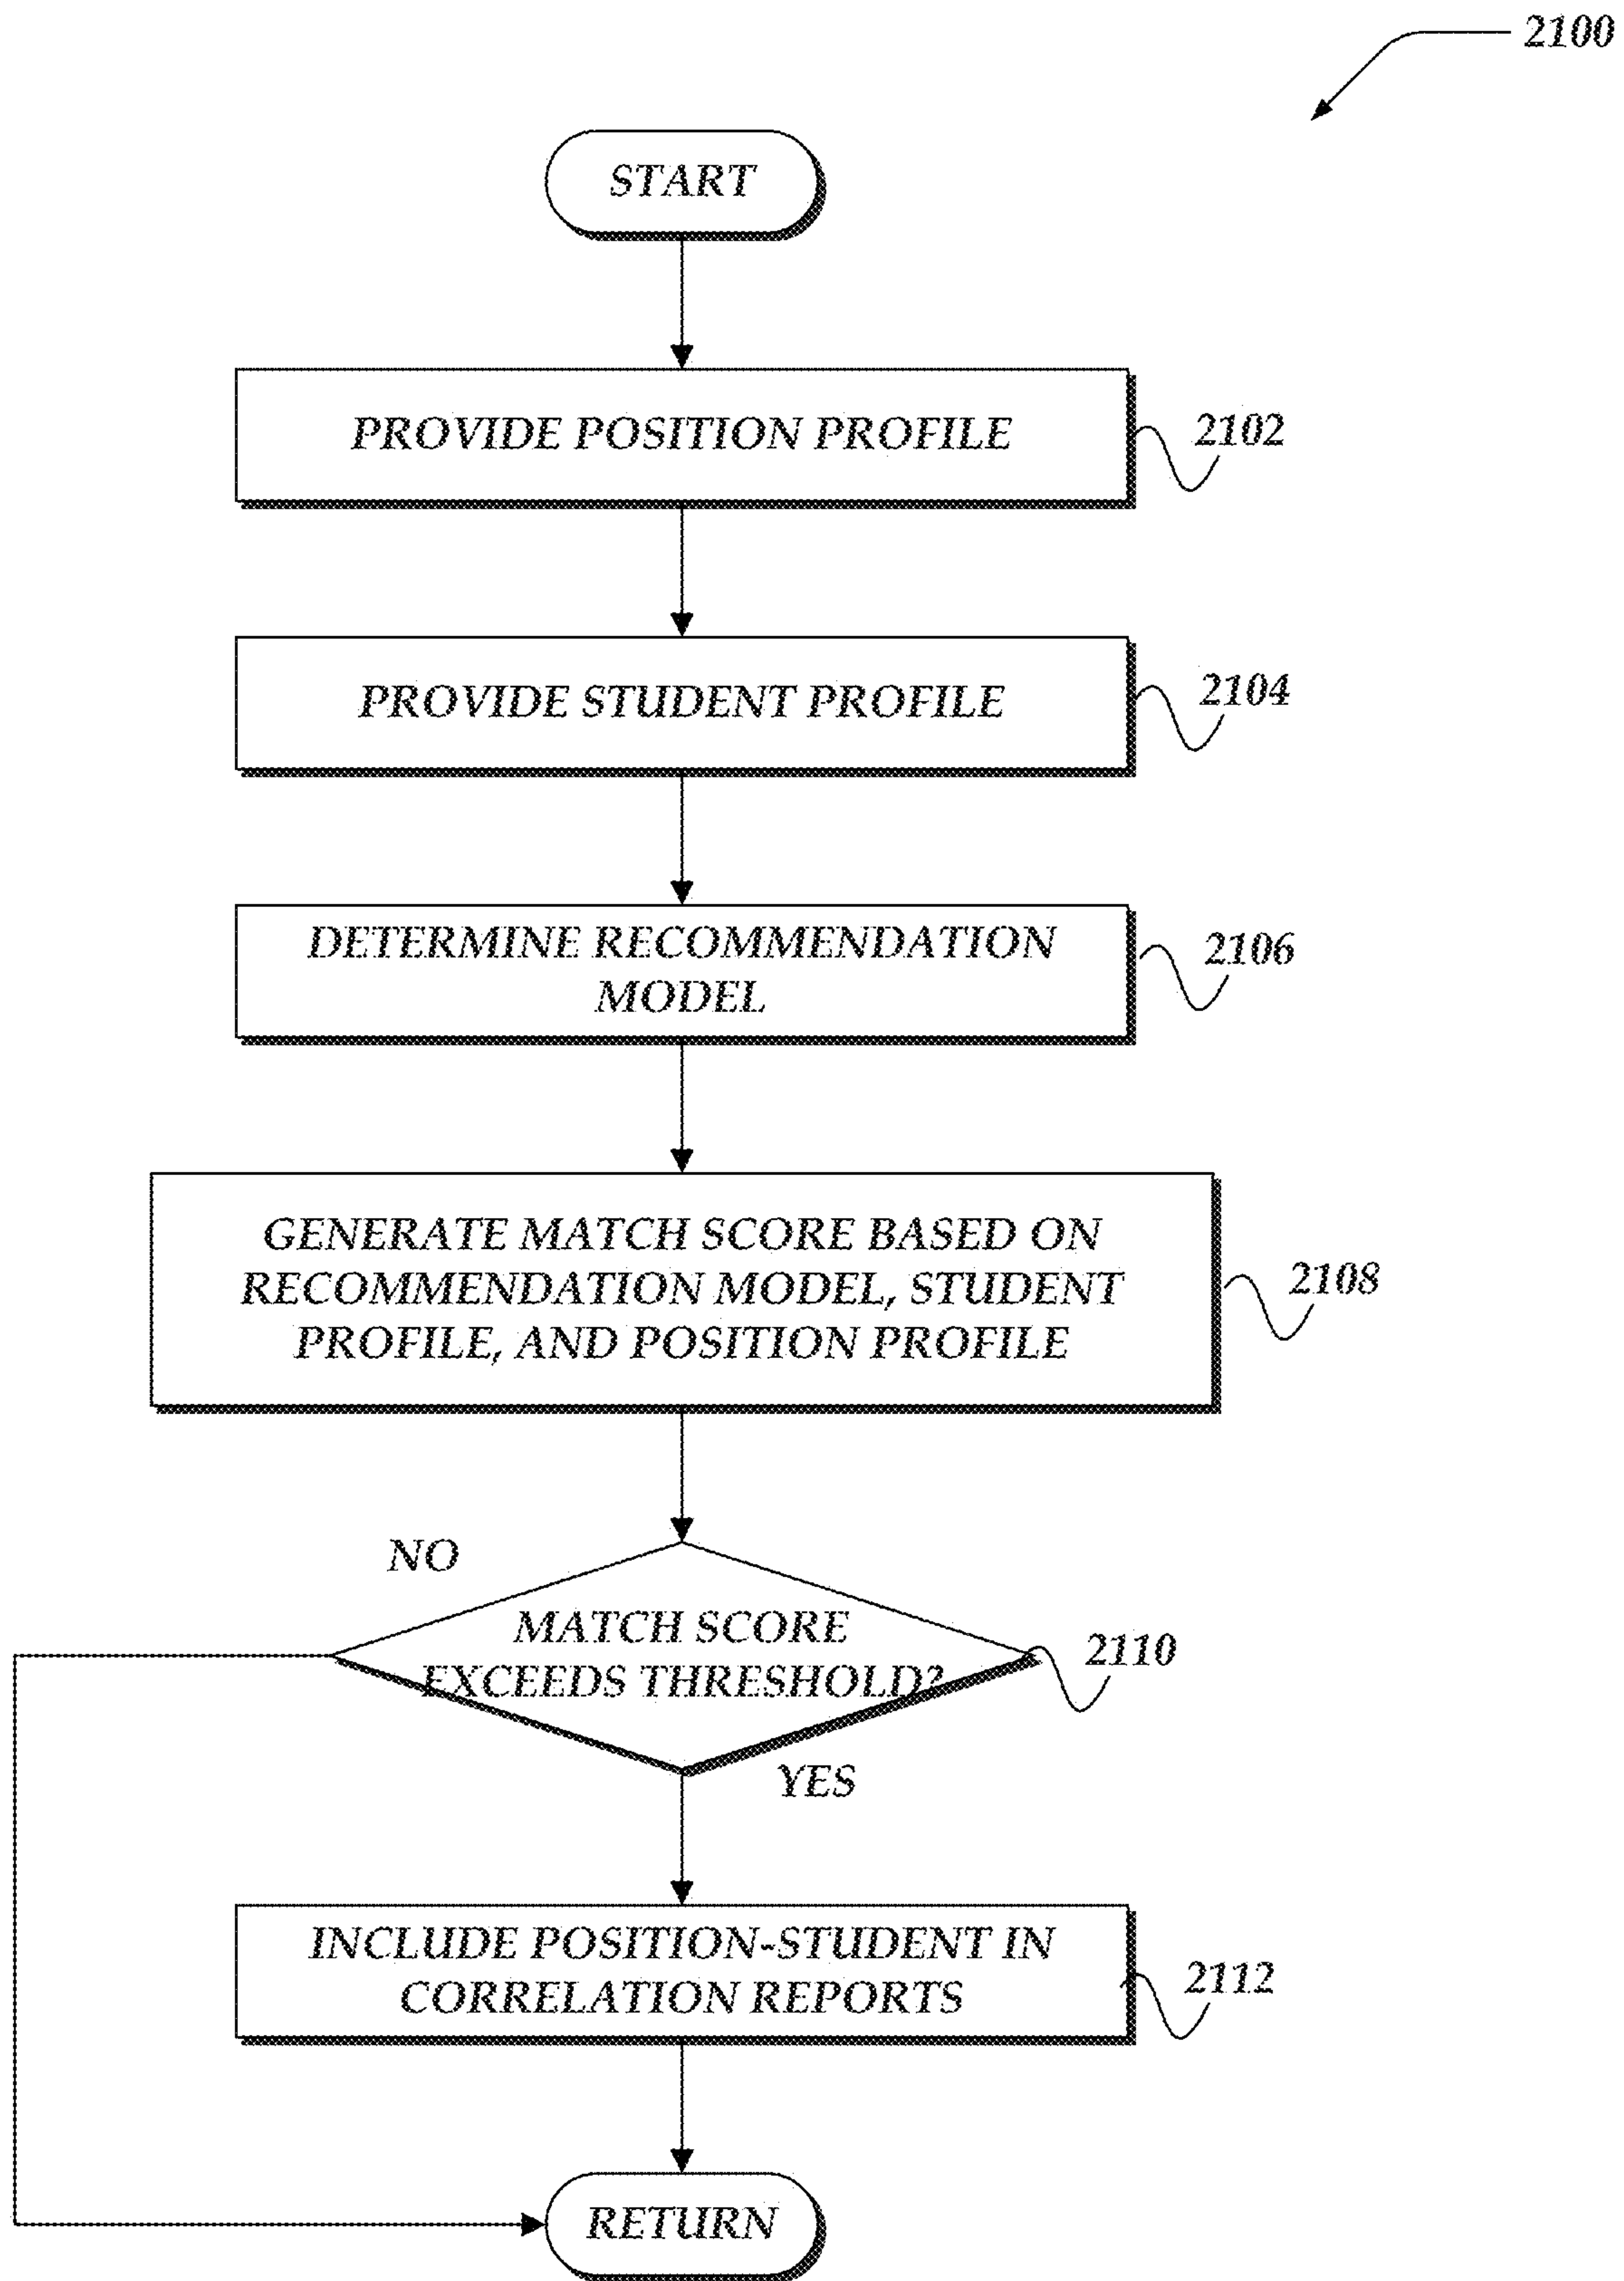 2100
START
PROVIDE POSITION PROFILE
2102
PROVIDE STUDENT PROFILE
2104
DETERMINE RECOMMENDATION
MODEL
2106
GENERATE MATCH SCORE BASED ON
RECOMMENDATION MODEL, STUDENT
PROFILE, AND POSITION PROFILE
2108
NO
MATCH SCORE
EXCEEDS THRESHOLD?
2110
YES
INCLUDE POSITION-STUDENT IN
CORRELATION REPORTS
2112
RETURN